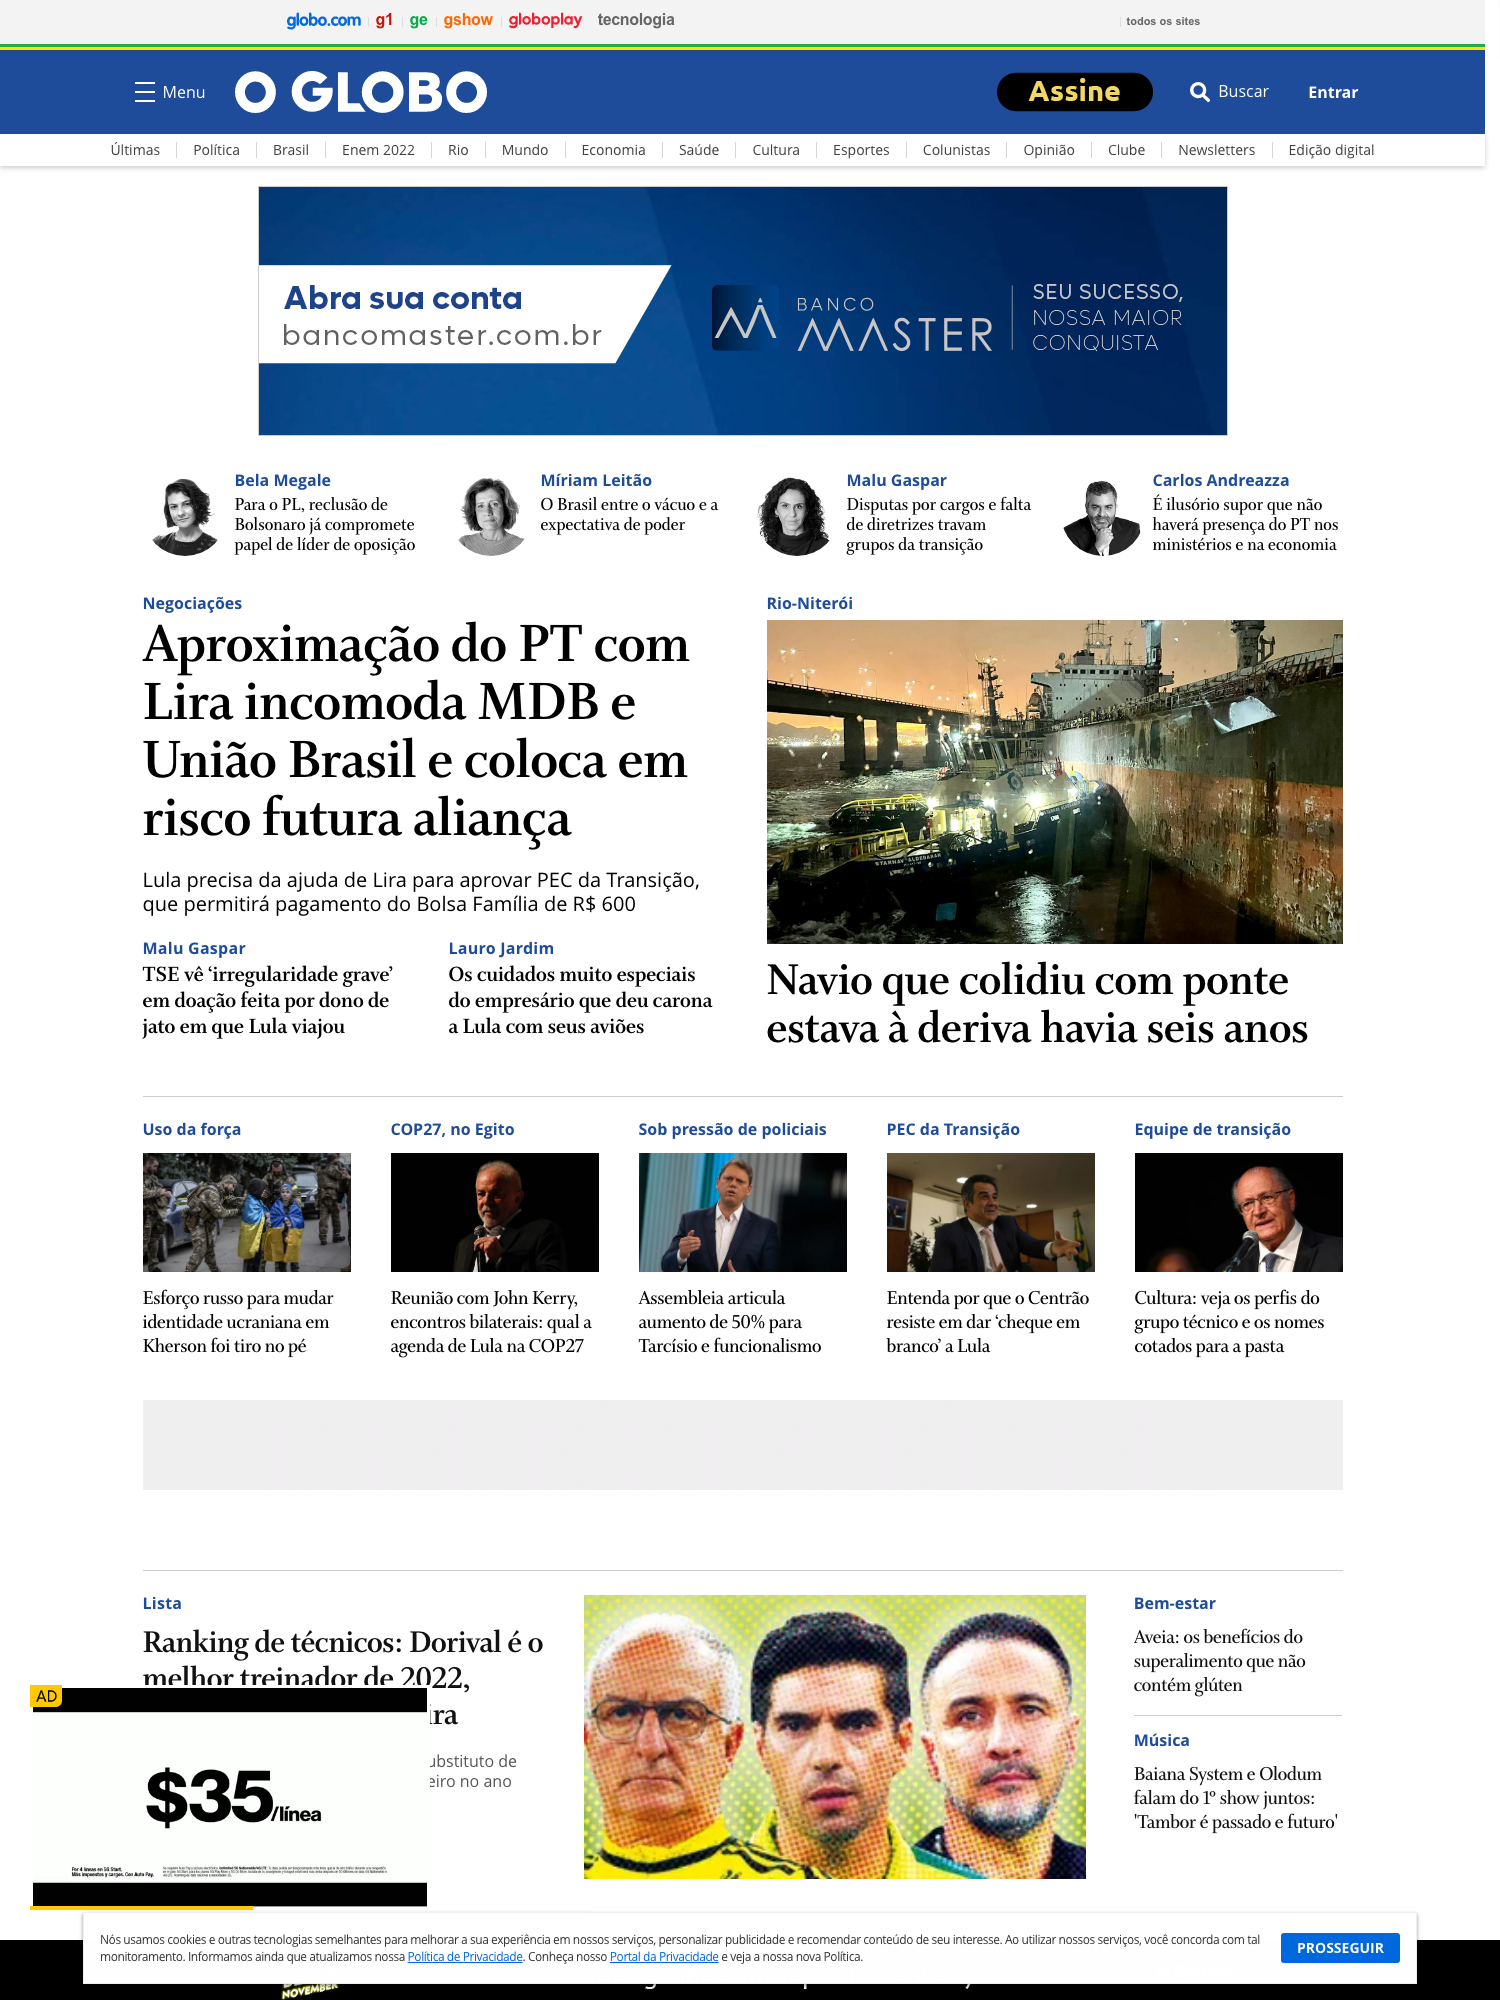 globo.com g1 ge gshow globoplay tecnologia todos os sites
Menu O GLOBO Assine Buscar Entrar
Últimas Política Brasil Enem 2022 Rio Mundo Economia Saúde Cultura Esportes Colunistas Opinião Clube Newsletters Edição digital
Abra sua conta
bancomaster.com.br
BANCO
MASTER
SEU SUCESSO,
NOSSA MAIOR
CONQUISTA
Bela Megale
Para o PL, reclusão de
Bolsonaro já compromete
papel de líder de oposição
Míriam Leitão
O Brasil entre o vácuo e a
expectativa de poder
Malu Gaspar
Disputas por cargos e falta
de diretrizes travam
grupos da transição
Carlos Andreazza
É ilusório supor que não
haverá presença do PT nos
ministérios e na economia
Negociações
Aproximação do PT com
Lira incomoda MDB e
União Brasil e coloca em
risco futura aliança
Lula precisa da ajuda de Lira para aprovar PEC da Transição,
que permitirá pagamento do Bolsa Família de R$ 600
Malu Gaspar
TSE vê ‘irregularidade grave’
em doação feita por dono de
jato em que Lula viajou
Lauro Jardim
Os cuidados muito especiais
do empresário que deu carona
a Lula com seus aviões
Rio-Niterói
STARNAV ALDEBARAN
Navio que colidiu com ponte
estava à deriva havia seis anos
Uso da força
Esforço russo para mudar
identidade ucraniana em
Kherson foi tiro no pé
COP27, no Egito
Reunião com John Kerry,
encontros bilaterais: qual a
agenda de Lula na COP27
Sob pressão de policiais
Assembleia articula
aumento de 50% para
Tarcísio e funcionalismo
PEC da Transição
Entenda por que o Centrão
resiste em dar ‘cheque em
branco’ a Lula
Equipe de transição
Cultura: veja os perfis do
grupo técnico e os nomes
cotados para a pasta
Lista
Ranking de técnicos: Dorival é o
melhor treinador de 2022,
ira
ubstituto de
eiro no ano
Bem-estar
Aveia: os benefícios do
superalimento que não
contém glúten
Música
Baiana System e Olodum
falam do 1º show juntos:
'Tambor é passado e futuro'
AD
$35/línea
Por 4 líneas en 5G Start.
Más impuestos y cargos. Con Auto Pay.
Nós usamos cookies e outras tecnologias semelhantes para melhorar a sua experiência em nossos serviços, personalizar publicidade e recomendar conteúdo de seu interesse. Ao utilizar nossos serviços, você concorda com tal
monitoramento. Informamos ainda que atualizamos nossa Política de Privacidade. Conheça nosso Portal da Privacidade e veja a nossa nova Política.
PROSSEGUIR
NOVEMBER